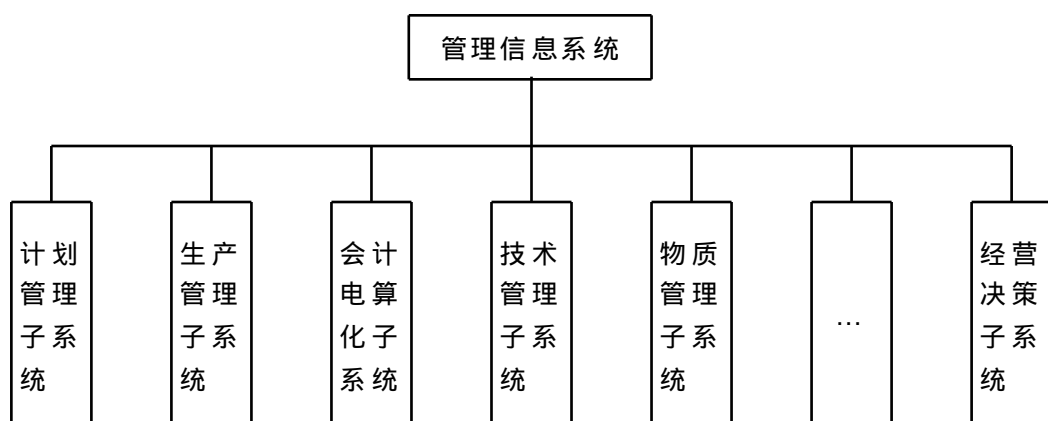 管理信息系统
计划
管理
子系
统
生产
管理
子系
统
会计
电算
化子
系统
技术
管理
子系
统
物质
管理
子系
统
…
经营
决策
子系
统